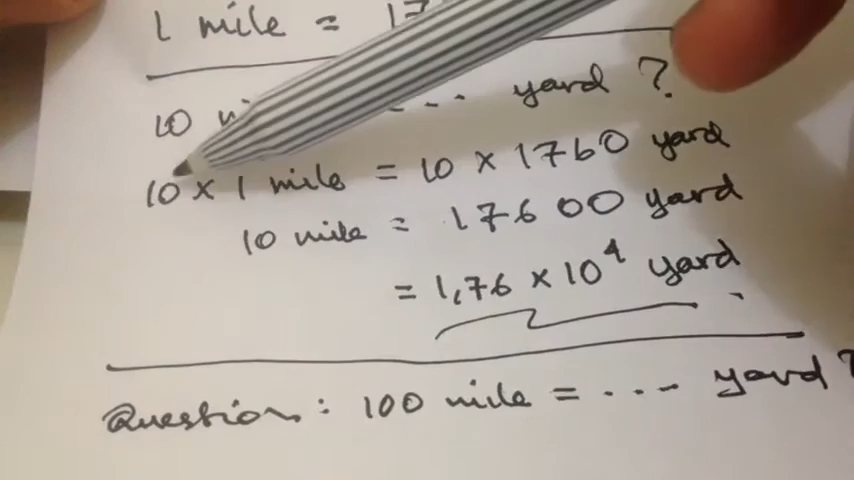 1 mile = 17
10 ... yard ?
10 × 1 mile = 10 × 1760 yard
10 mile = 17600 yard
= 1,76 × 10⁴ yard
Question: 100 mile = .... yard ?